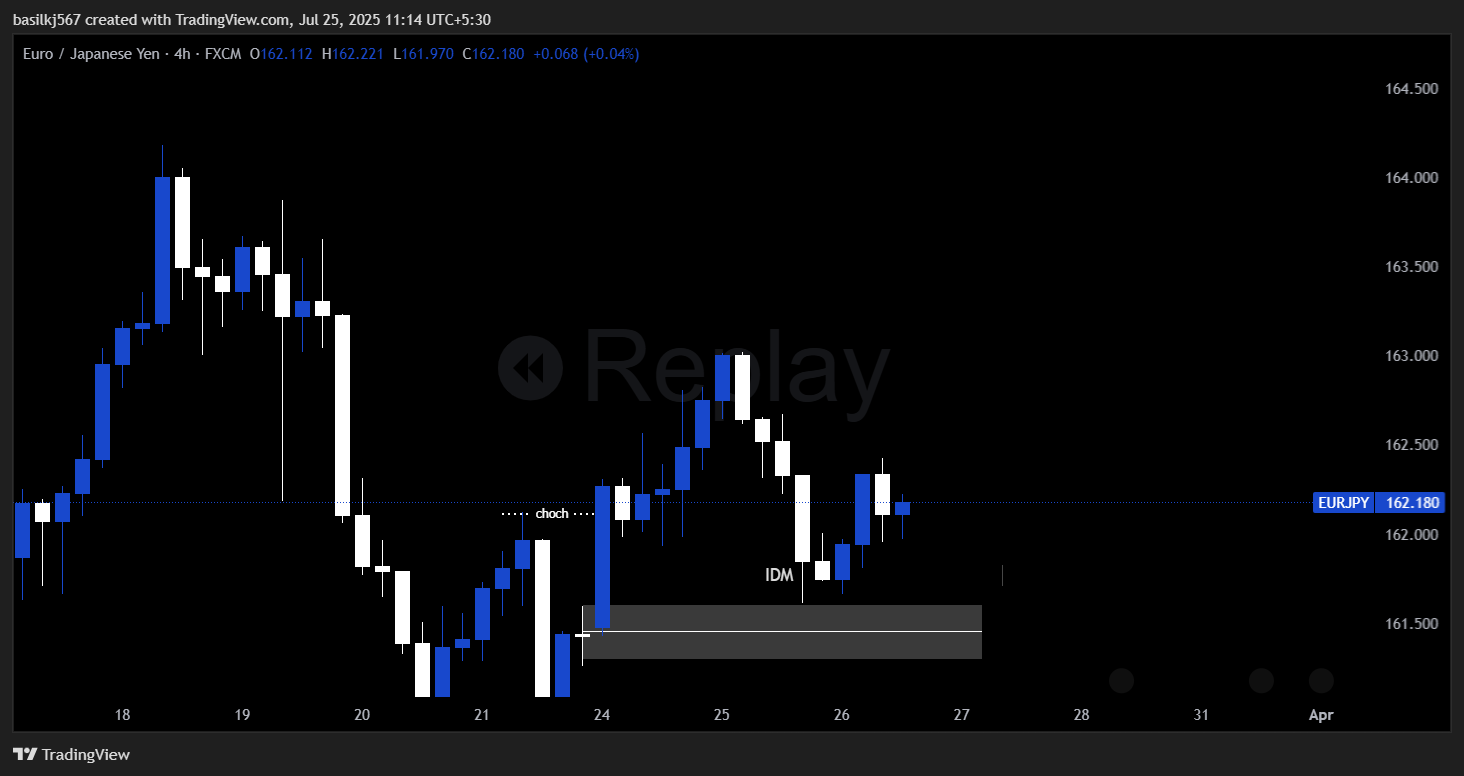 basilkj567 created with TradingView.com, Jul 25, 2025 11:14 UTC+5:30
Euro / Japanese Yen · 4h · FXCM O162.112 H162.221 L161.970 C162.180 +0.068 (+0.04%)
164.500
164.000
163.500
163.000
Replay
162.500
EURJPY 162.180
choch
162.000
IDM
161.500
18 19 20 21 24 25 26 27 28 31 Apr
TradingView